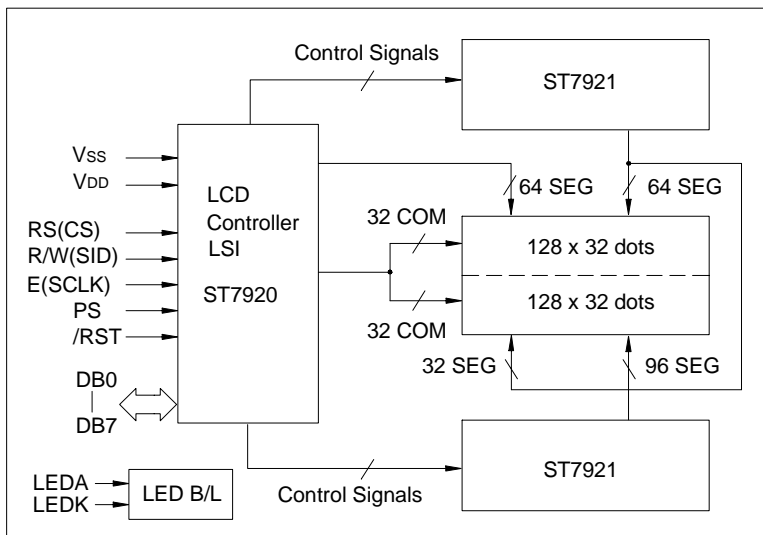 Control Signals
ST7921
VSS
VDD
RS(CS)
R/W(SID)
E(SCLK)
PS
/RST
DB0
DB7
LCD
Controller
LSI
ST7920
64 SEG
64 SEG
32 COM
128 x 32 dots
128 x 32 dots
32 COM
32 SEG
96 SEG
LEDA
LEDK
LED B/L
Control Signals
ST7921